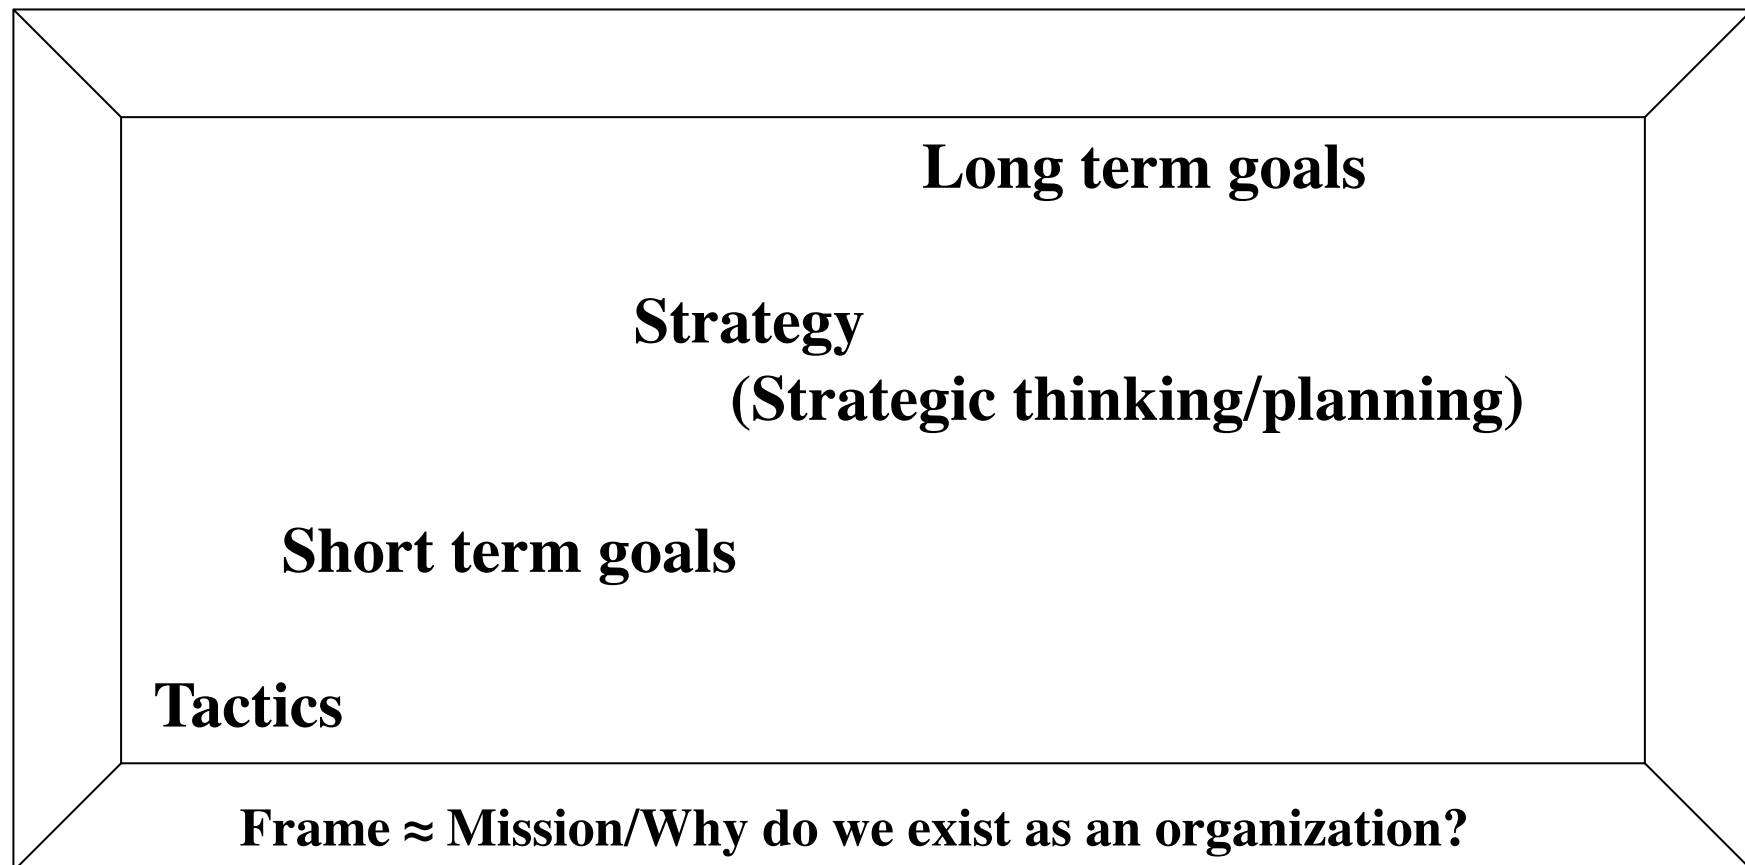 Long term goals
Strategy
(Strategic thinking/planning)
Short term goals
Tactics
Frame ≈ Mission/Why do we exist as an organization?